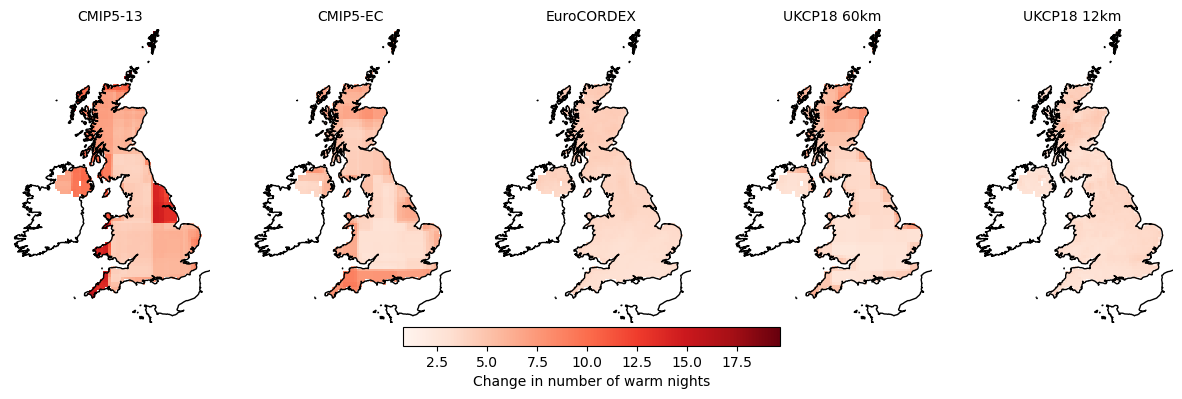 CMIP5-13 CMIP5-EC EuroCORDEX UKCP18 60km UKCP18 12km
2.5 5.0 7.5 10.0 12.5 15.0 17.5
Change in number of warm nights